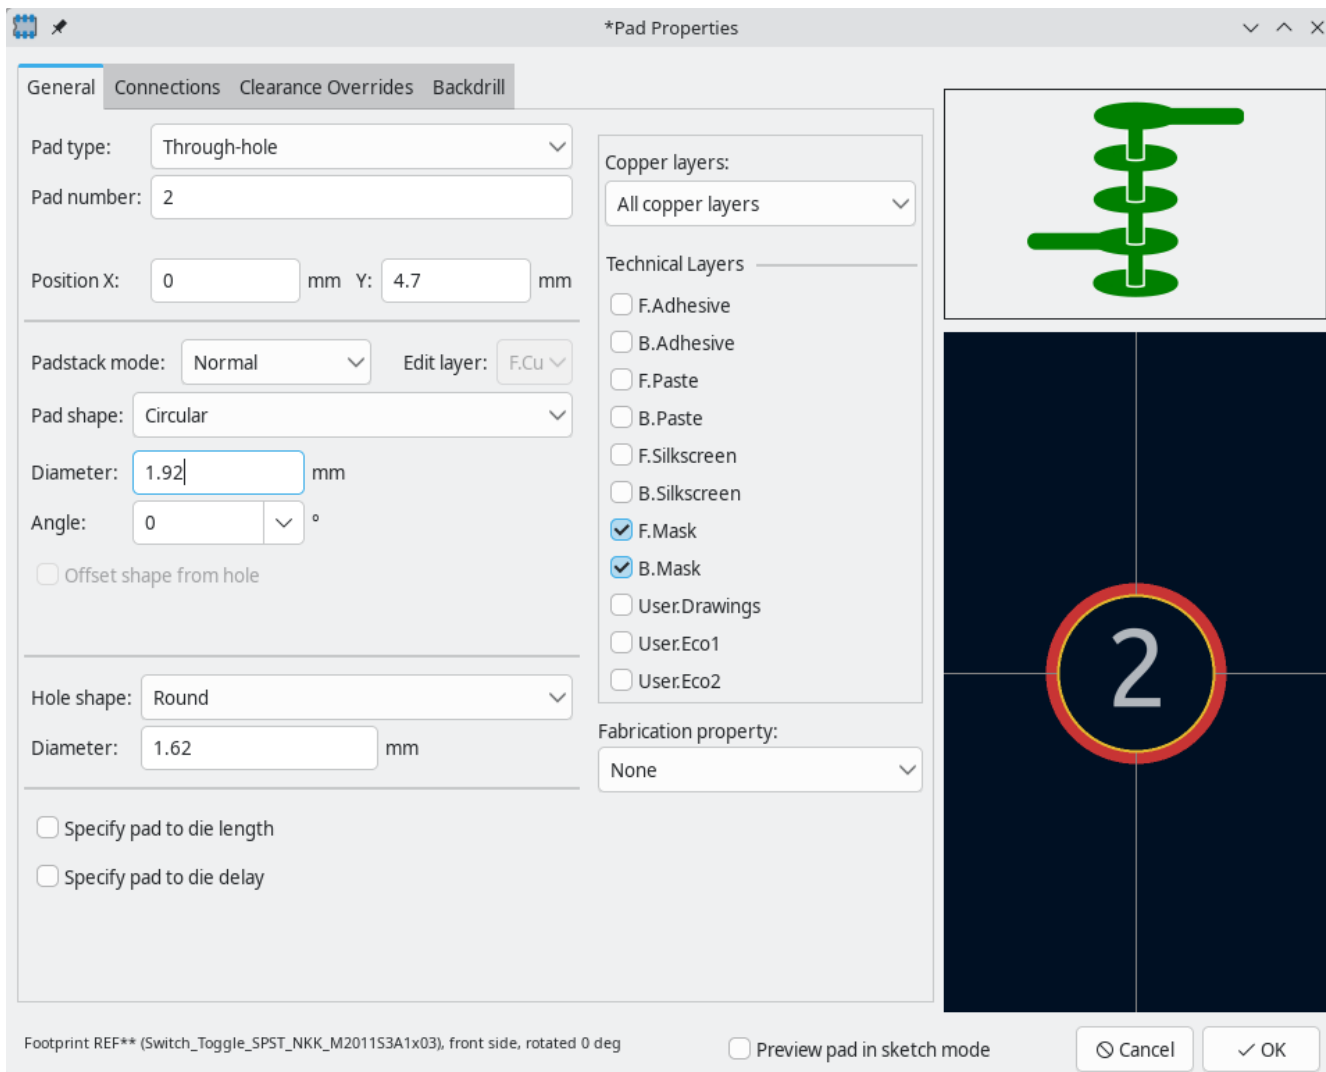 *Pad Properties
General Connections Clearance Overrides Backdrill
Pad type: Through-hole
Pad number: 2
Position X: 0 mm Y: 4.7 mm
Padstack mode: Normal Edit layer: F.Cu
Pad shape: Circular
Diameter: 1.92 mm
Angle: 0 °
Offset shape from hole
Hole shape: Round
Diameter: 1.62 mm
Specify pad to die length
Specify pad to die delay
Copper layers:
All copper layers
Technical Layers
F.Adhesive
B.Adhesive
F.Paste
B.Paste
F.Silkscreen
B.Silkscreen
F.Mask
B.Mask
User.Drawings
User.Eco1
User.Eco2
Fabrication property:
None
2
Footprint REF** (Switch_Toggle_SPST_NKK_M2011S3A1x03), front side, rotated 0 deg
Preview pad in sketch mode
Cancel
OK